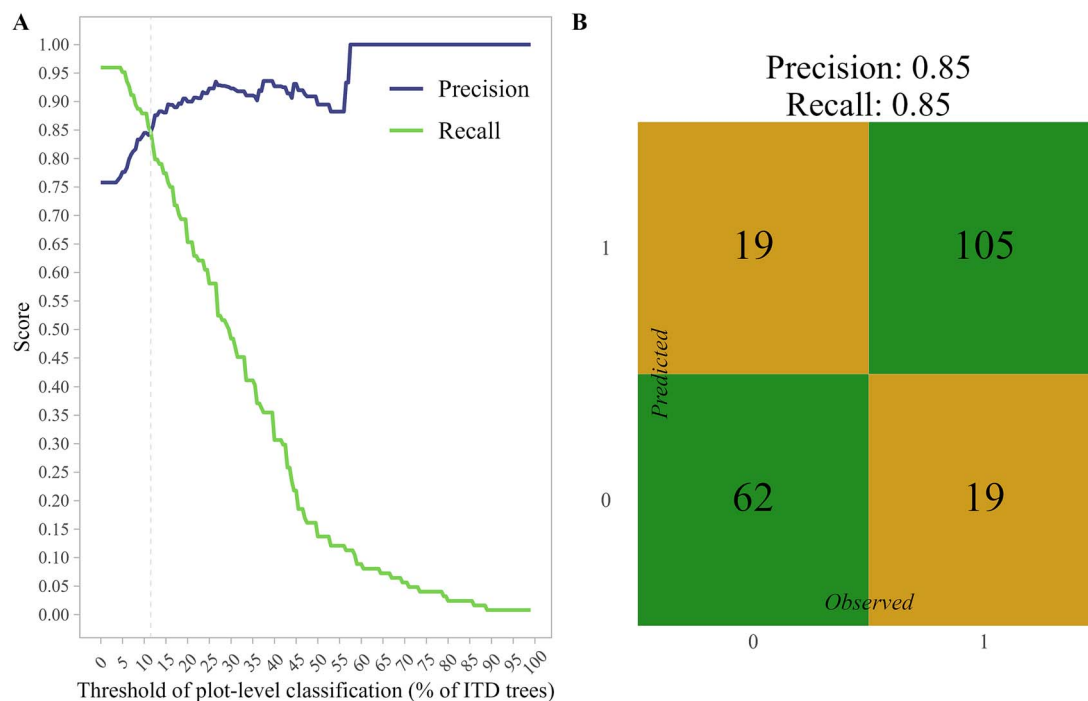 A
1.00
0.95
0.90
0.85
0.80
0.75
0.70
0.65
0.60
0.55
0.50
0.45
0.40
0.35
0.30
0.25
0.20
0.15
0.10
0.05
0.00
Score
Precision
Recall
0 5 10 15 20 25 30 35 40 45 50 55 60 65 70 75 80 85 90 95 100
Threshold of plot-level classification (% of ITD trees)
B
Precision: 0.85
Recall: 0.85
1
19 105
Predicted
0
62 19
Observed
0 1